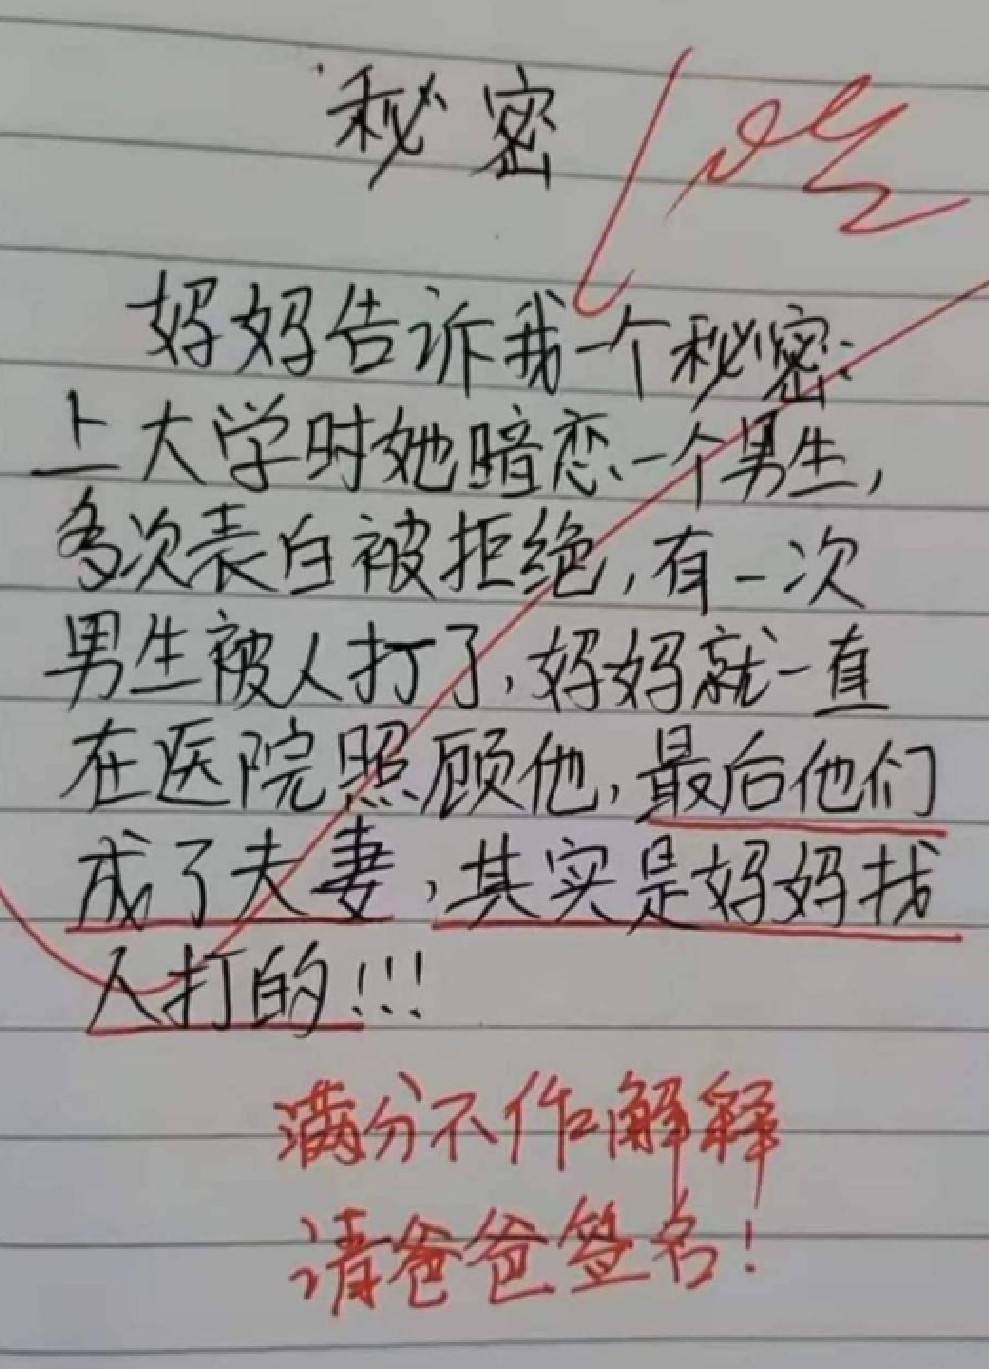 秘密
妈妈告诉我一个秘密:
上大学时她暗恋一个男生,
多次表白被拒绝,有一次
男生被人打了,妈妈就一直
在医院照顾他,最后他们
成了夫妻,其实是妈妈找
人打的!!!
满分不作解释
请爸爸签名!